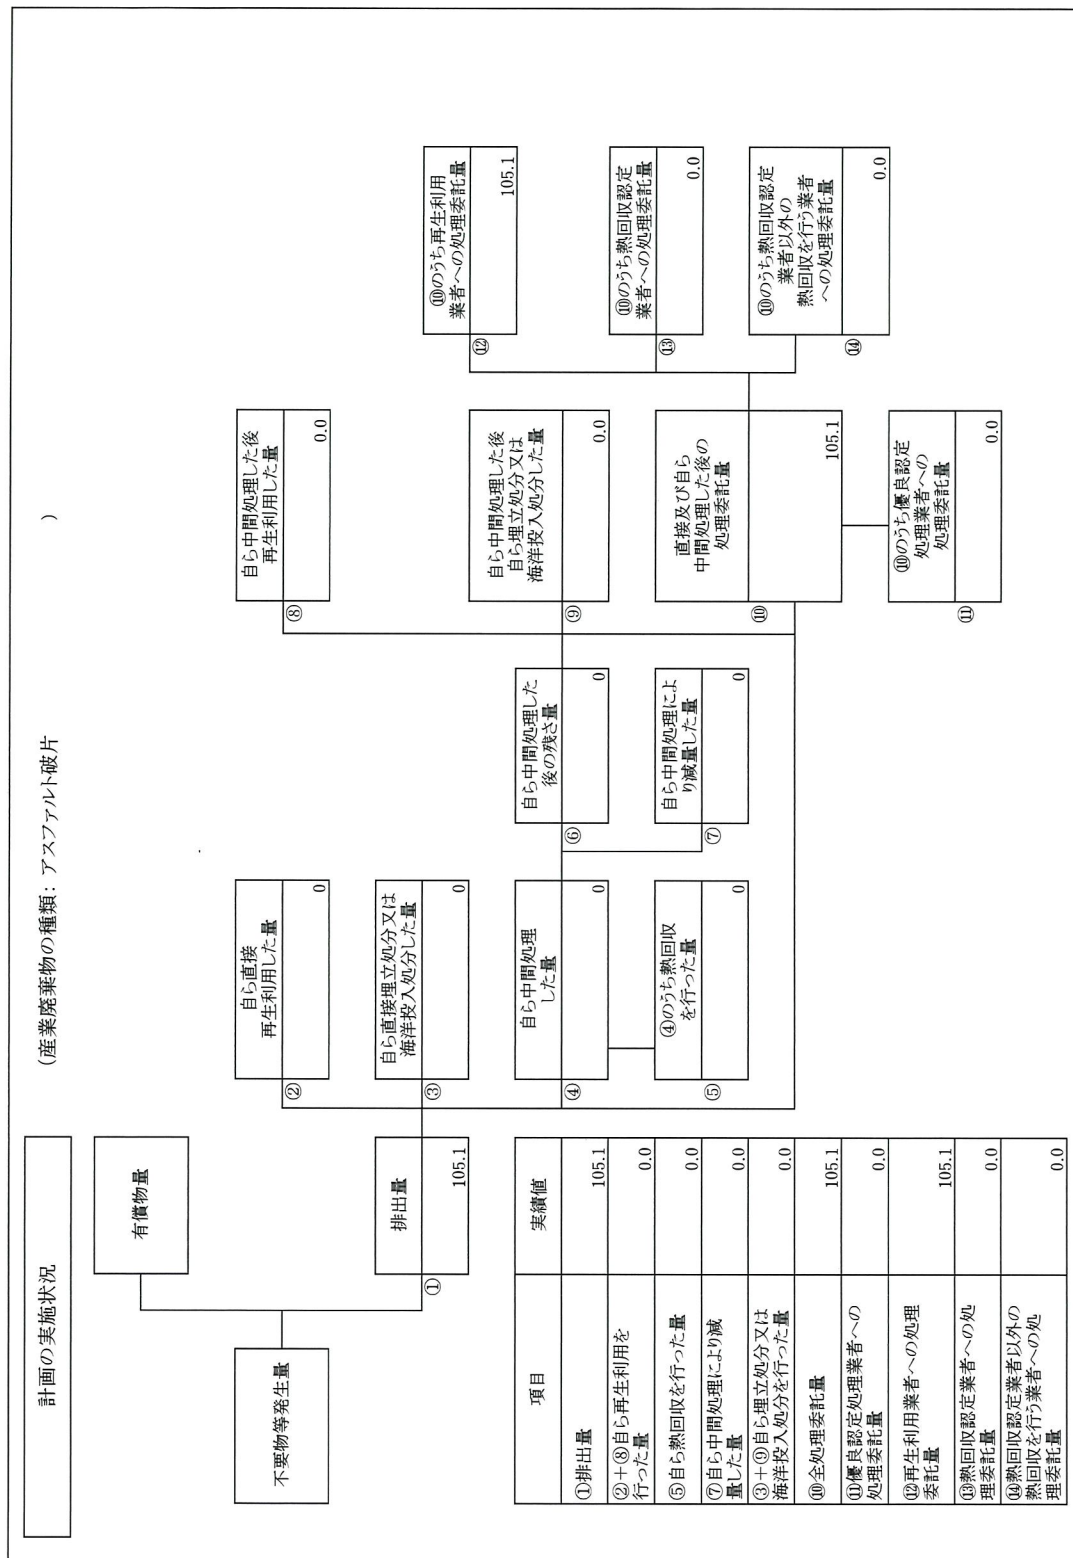 計画の実施状況
(産業廃棄物の種類: アスファルト破片
)
不要物等発生量
有償物量
排出量
①
105.1
自ら直接
再生利用した量
②
0
自ら直接埋立処分又は
海洋投入処分した量
③
0
自ら中間処理
した量
④
0
④のうち熱回収
を行った量
⑤
0
自ら中間処理した
後の残さ量
⑥
0
自ら中間処理によ
り減量した量
⑦
0
自ら中間処理した後
再生利用した量
⑧
0.0
自ら中間処理した後
自ら埋立処分又は
海洋投入処分した量
⑨
0.0
直接及び自ら
中間処理した後の
処理委託量
⑩
105.1
⑩のうち優良認定
処理業者への
処理委託量
⑪
0.0
⑩のうち再生利用
業者への処理委託量
⑫
105.1
⑩のうち熱回収認定
業者への処理委託量
⑬
0.0
⑩のうち熱回収認定
業者以外の
熱回収を行う業者
への処理委託量
⑭
0.0
項目
実績値
①排出量
105.1
②+⑧自ら再生利用を
行った量
0.0
⑤自ら熱回収を行った量
0.0
⑦自ら中間処理により減
量した量
0.0
③+⑨自ら埋立処分又は
海洋投入処分を行った量
0.0
⑩全処理委託量
105.1
⑪優良認定処理業者への
処理委託量
0.0
⑫再生利用業者への処理
委託量
105.1
⑬熱回収認定業者への処
理委託量
0.0
⑭熱回収認定業者以外の
熱回収を行う業者への処
理委託量
0.0